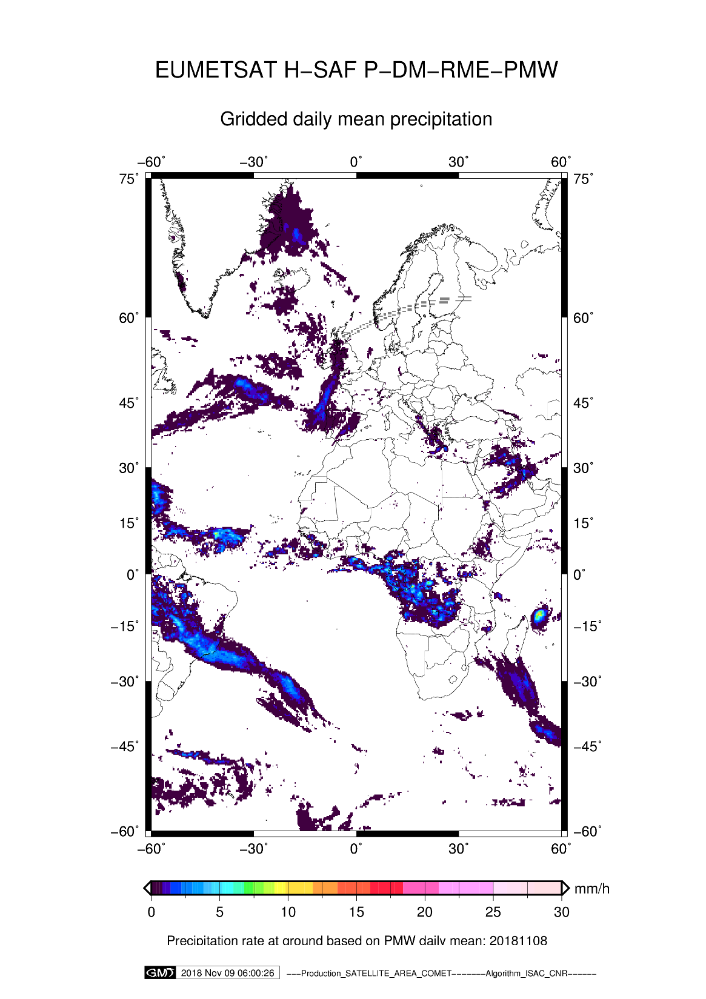 EUMETSAT H−SAF P−DM−RME−PMW
Gridded daily mean precipitation
−60˚ −30˚ 0˚ 30˚ 60˚
75˚ 75˚
60˚ 60˚
45˚ 45˚
30˚ 30˚
15˚ 15˚
0˚ 0˚
−15˚ −15˚
−30˚ −30˚
−45˚ −45˚
−60˚ −60˚
−60˚ −30˚ 0˚ 30˚ 60˚
mm/h
0 5 10 15 20 25 30
Precipitation rate at ground based on PMW daily mean: 20181108
GMT 2018 Nov 09 06:00:26 −−−Production_SATELLITE_AREA_COMET−−−−−−−Algorithm_ISAC_CNR−−−−−−